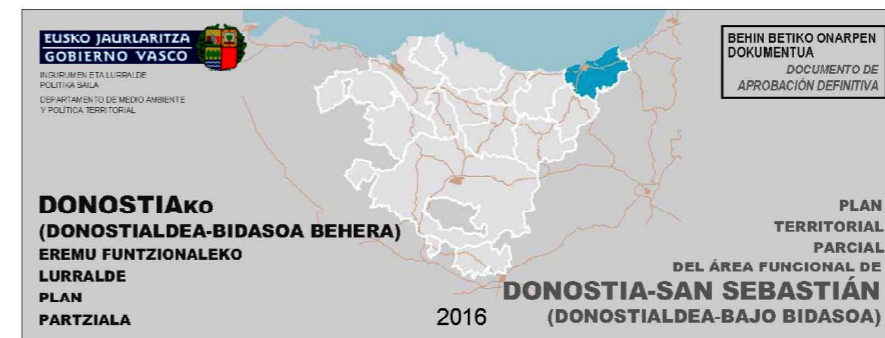 EUSKO JAURLARITZA
GOBIERNO VASCO
INGURUMEN ETA LURRALDE
POLITIKA SAILA
DEPARTAMENTO DE MEDIO AMBIENTE
Y POLÍTICA TERRITORIAL
BEHIN BETIKO ONARPEN
DOKUMENTUA
DOCUMENTO DE
APROBACIÓN DEFINITIVA
DONOSTIAKO
(DONOSTIALDEA-BIDASOA BEHERA)
EREMU FUNTZIONALEKO
LURRALDE
PLAN
PARTZIALA
2016
PLAN
TERRITORIAL
PARCIAL
DEL ÁREA FUNCIONAL DE
DONOSTIA-SAN SEBASTIÁN
(DONOSTIALDEA-BAJO BIDASOA)